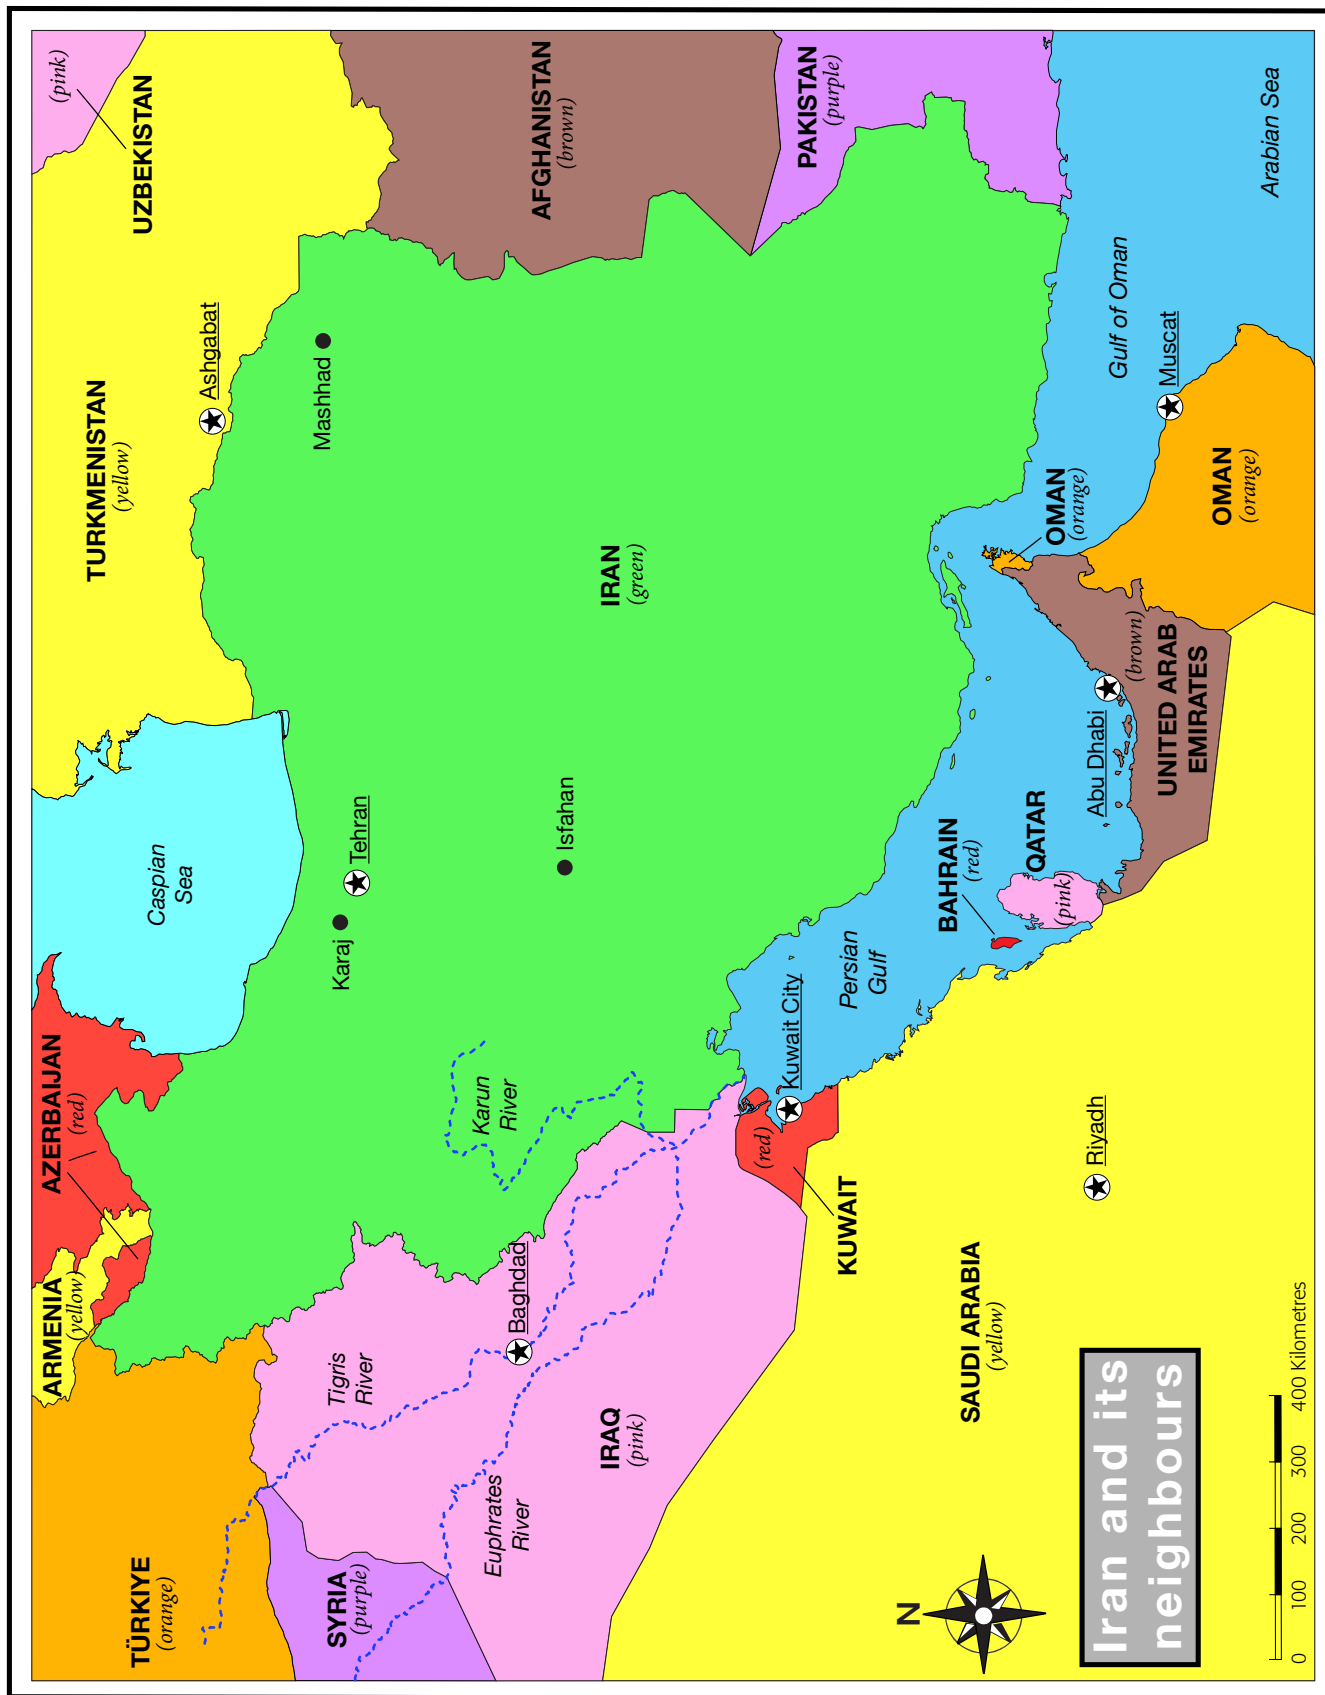 TÜRKIYE
(orange)
ARMENIA
(yellow)
AZERBAIJAN
(red)
Caspian
Sea
TURKMENISTAN
(yellow)
Ashgabat
UZBEKISTAN
(pink)
SYRIA
(purple)
Tigris
River
Karaj
Tehran
Mashhad
Euphrates
River
Baghdad
Karun
River
Isfahan
IRAQ
(pink)
IRAN
(green)
AFGHANISTAN
(brown)
PAKISTAN
(purple)
(red)
Kuwait City
KUWAIT
Persian
Gulf
BAHRAIN
(red)
QATAR
(pink)
OMAN
(orange)
Gulf of Oman
Abu Dhabi
(brown)
UNITED ARAB
EMIRATES
Muscat
OMAN
(orange)
Arabian Sea
SAUDI ARABIA
(yellow)
Riyadh
N
Iran and its
neighbours
0 100 200 300 400 Kilometres